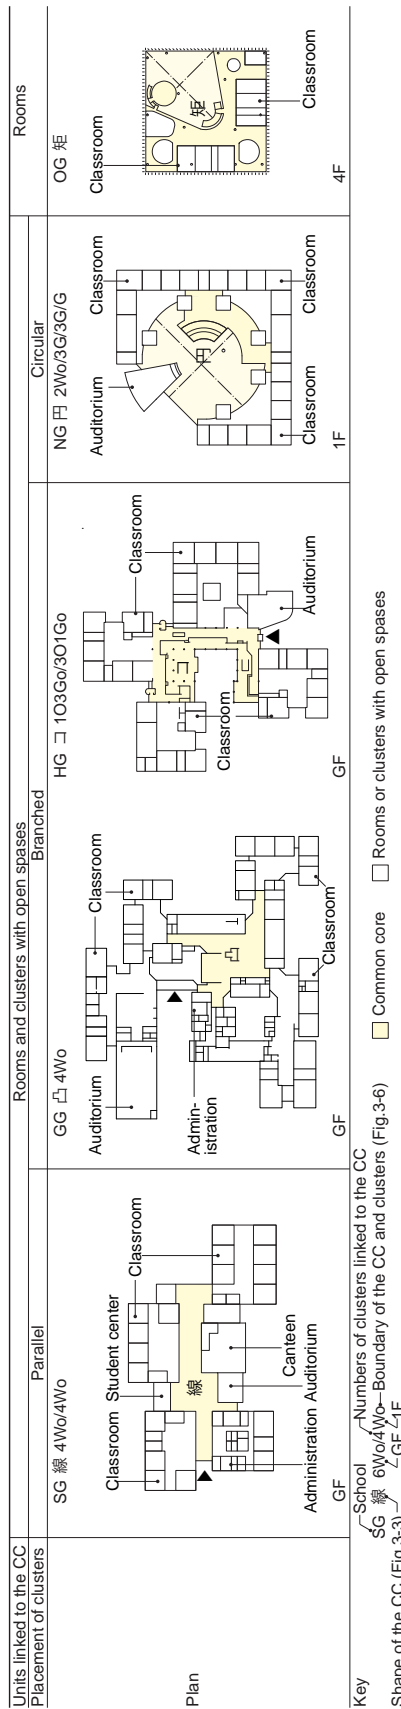 Units linked to the CC
Rooms and clusters with open spases
Rooms
Placement of clusters
Parallel
Branched
Circular
Plan
SG 線 4Wo/4Wo
Classroom
Student center
Classroom
線
Administration
Auditorium
Canteen
GF
GG 凸 4Wo
Auditorium
Classroom
Classroom
凸
Admin-
istration
Classroom
GF
HG コ 1O3Go/3O1Go
Classroom
コ
Classroom
Auditorium
GF
NG 円 2Wo/3G/3G/G
Auditorium
Classroom
円
Classroom
Classroom
1F
OG 矩
Classroom
矩
Classroom
Classroom
4F
Key
School
Numbers of clusters linked to the CC
SG 線 6Wo/4Wo
Boundary of the CC and clusters (Fig.3-6)
GF
1F
Shape of the CC (Fig.3-3)
Common core
Rooms or clusters with open spases